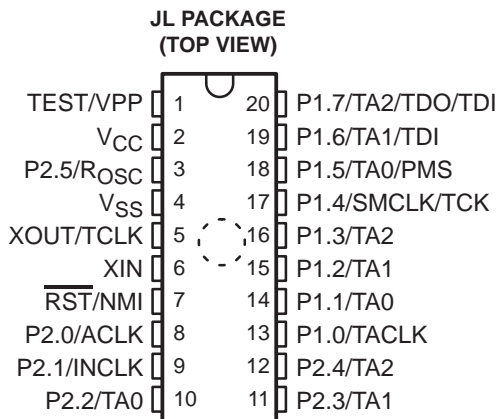 JL PACKAGE
(TOP VIEW)
TEST/VPP 1 20 P1.7/TA2/TDO/TDI
VCC 2 19 P1.6/TA1/TDI
P2.5/ROSC 3 18 P1.5/TA0/PMS
VSS 4 17 P1.4/SMCLK/TCK
XOUT/TCLK 5 16 P1.3/TA2
XIN 6 15 P1.2/TA1
RST/NMI 7 14 P1.1/TA0
P2.0/ACLK 8 13 P1.0/TACLK
P2.1/INCLK 9 12 P2.4/TA2
P2.2/TA0 10 11 P2.3/TA1